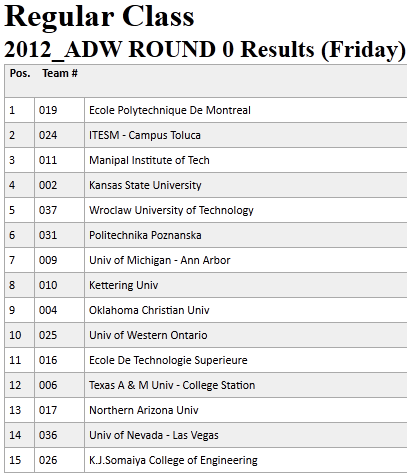 Regular Class
2012_ADW ROUND 0 Results (Friday)
Pos. Team #
1 019 Ecole Polytechnique De Montreal
2 024 ITESM - Campus Toluca
3 011 Manipal Institute of Tech
4 002 Kansas State University
5 037 Wroclaw University of Technology
6 031 Politechnika Poznanska
7 009 Univ of Michigan - Ann Arbor
8 010 Kettering Univ
9 004 Oklahoma Christian Univ
10 025 Univ of Western Ontario
11 016 Ecole De Technologie Superieure
12 006 Texas A & M Univ - College Station
13 017 Northern Arizona Univ
14 036 Univ of Nevada - Las Vegas
15 026 K.J.Somaiya College of Engineering